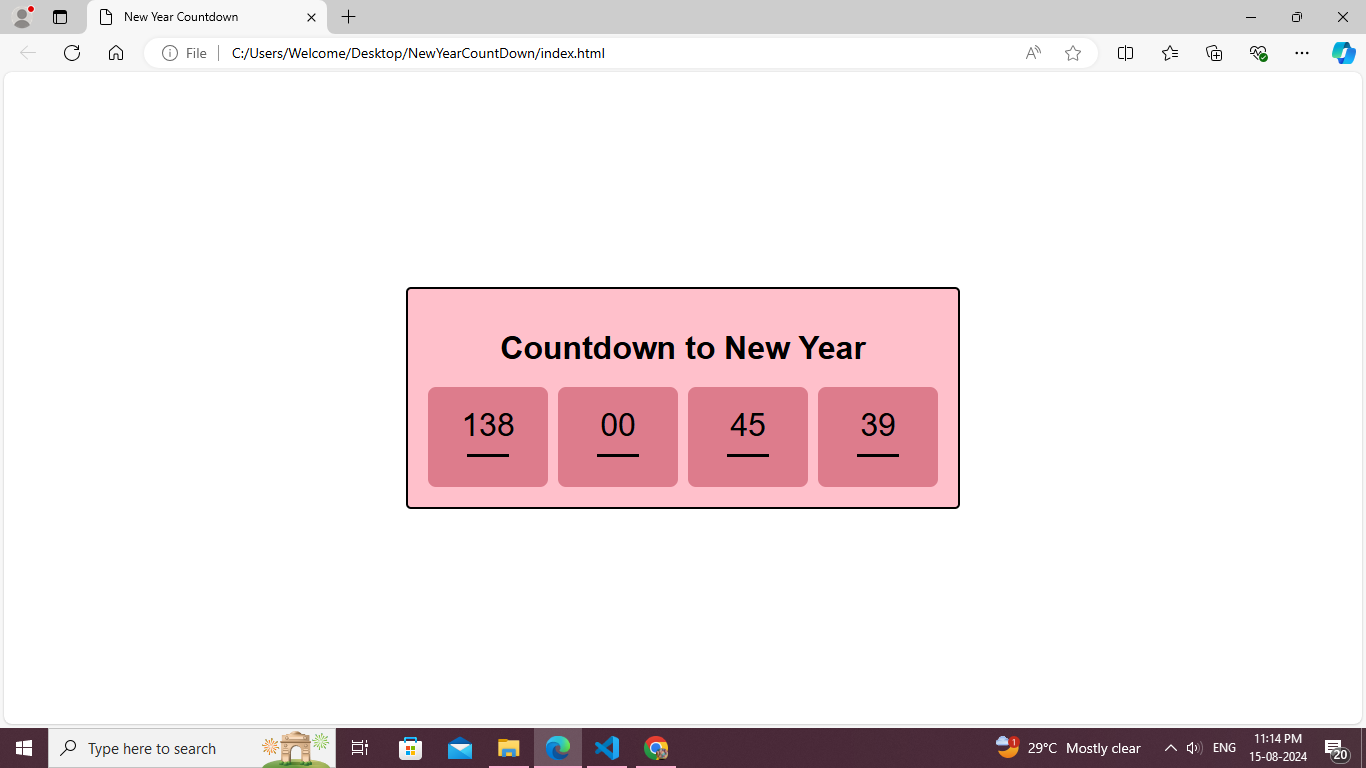 New Year Countdown
File C:/Users/Welcome/Desktop/NewYearCountDown/index.html
Countdown to New Year
138 00 45 39
Type here to search
1 29°C Mostly clear ENG 11:14 PM
15-08-2024
20